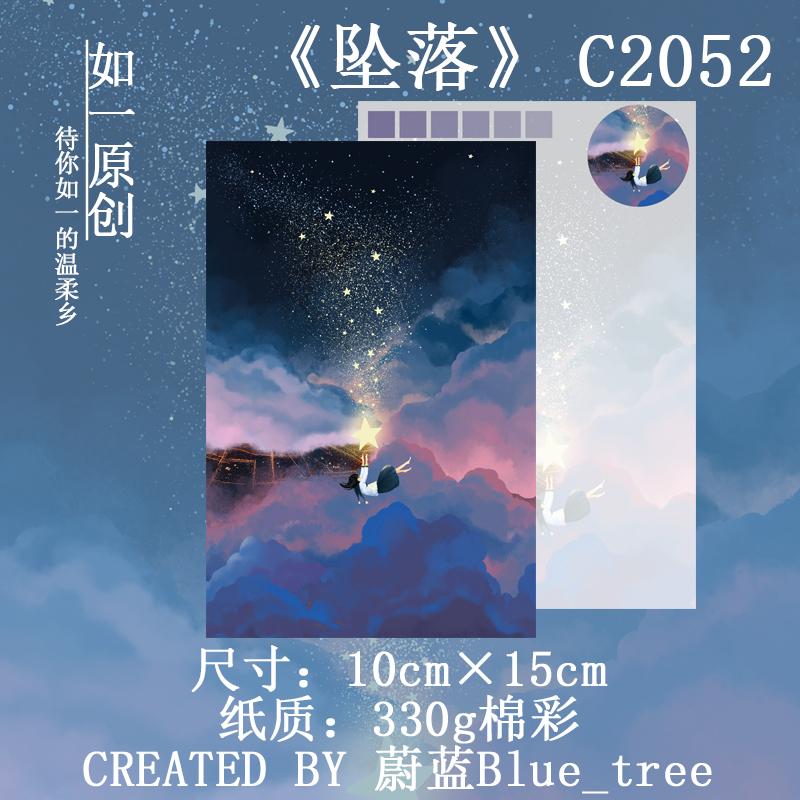 《坠落》 C2052
如一原创
待你如一的温柔乡
尺寸：10cm×15cm
纸质：330g棉彩
CREATED BY 蔚蓝Blue_tree